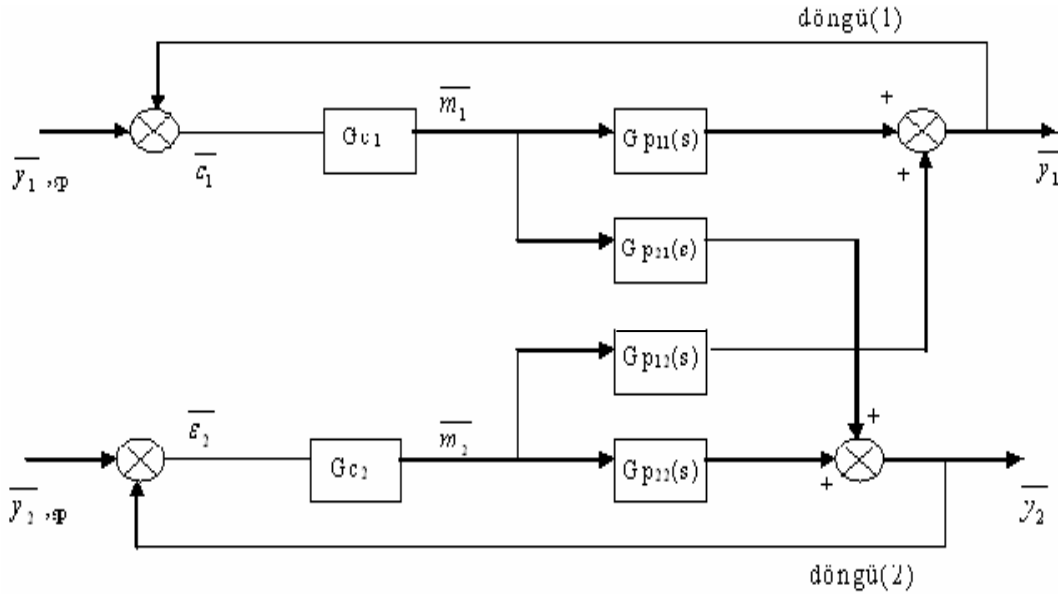 döngü(1)
m₁
+
Gc₁
Gp₁₁(s)
y₁,sp
ε₁
+
y₁
Gp₂₁(s)
Gp₁₂(s)
ε₂
m₂
+
Gc₂
Gp₂₂(s)
+
y₂,sp
y₂
döngü(2)